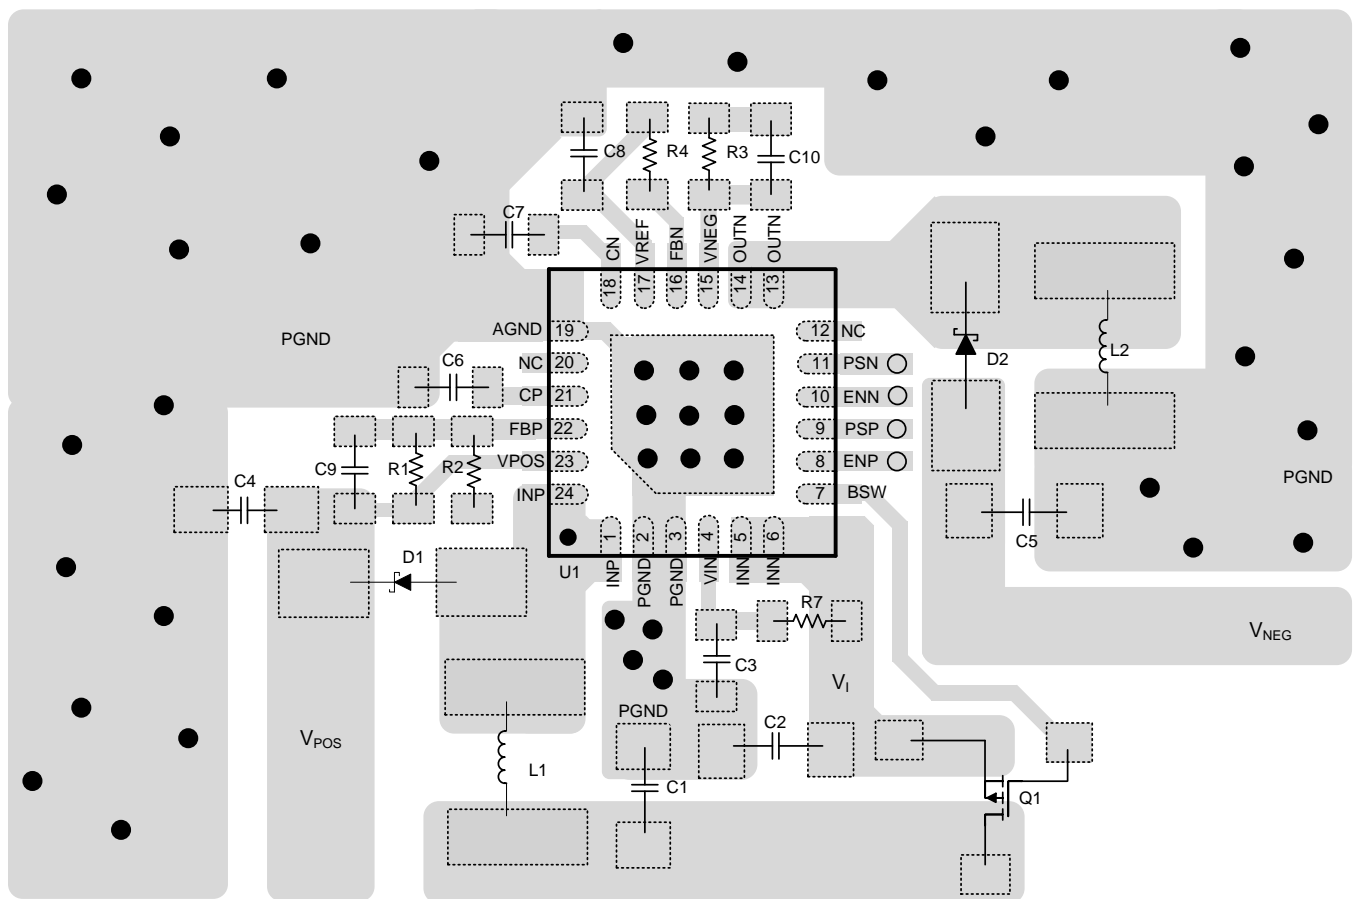 C8
R4
R3
C10
C7
CN
VREF
FBN
VNEG
OUTN
OUTN
18
17
16
15
14
13
PGND
AGND
19
12
NC
D2
L2
C6
NC
20
11
PSN
CP
21
10
ENN
FBP
22
9
PSP
C9
R1
R2
VPOS
23
8
ENP
PGND
C4
INP
24
7
BSW
C5
D1
1
2
3
4
5
6
U1
INP
PGND
PGND
VIN
INN
INN
R7
VNEG
C3
VI
PGND
VPOS
C2
L1
C1
Q1